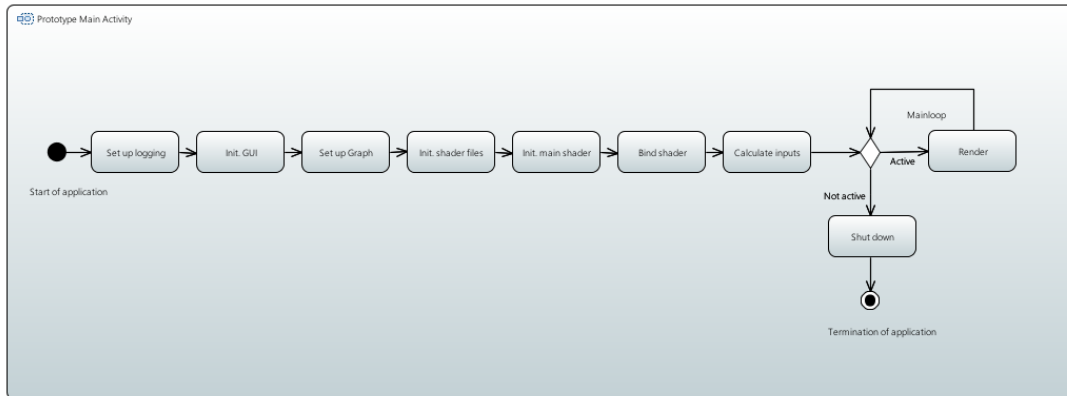 Prototype Main Activity
Mainloop
Set up logging
Init. GUI
Set up Graph
Init. shader files
Init. main shader
Bind shader
Calculate inputs
Active
Render
Start of application
Not active
Shut down
Termination of application